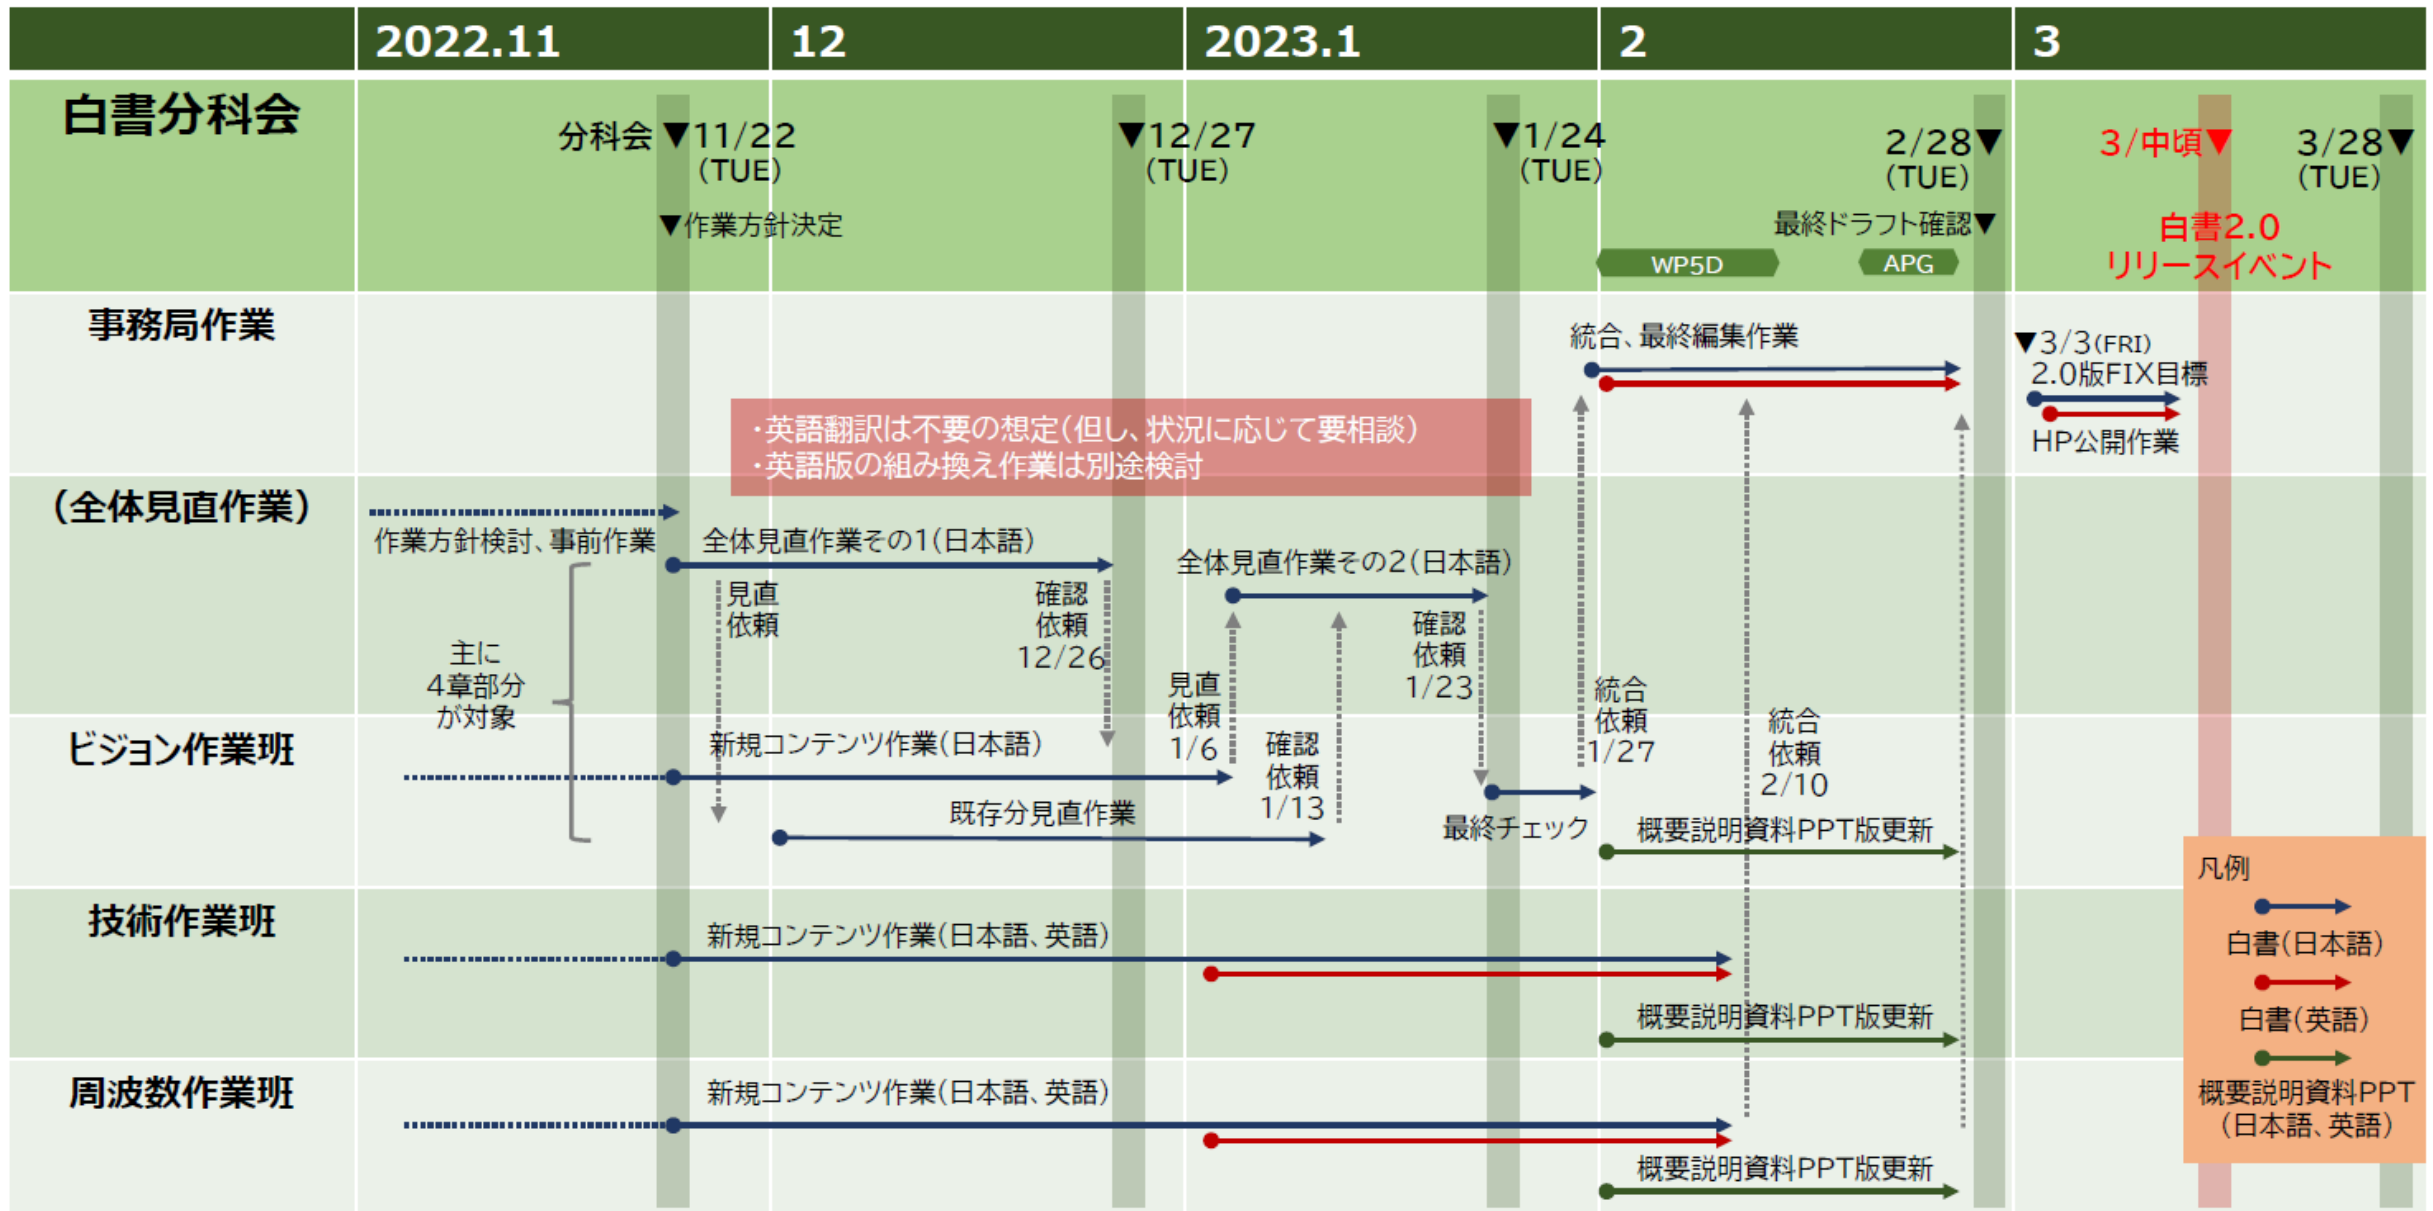 2022.11
12
2023.1
2
3
白書分科会
分科会 ▼11/22
(TUE)
▼12/27
(TUE)
▼1/24
(TUE)
2/28▼
(TUE)
3/中頃▼
3/28▼
(TUE)
▼作業方針決定
最終ドラフト確認▼
白書2.0
リリースイベント
WP5D
APG
事務局作業
統合、最終編集作業
▼3/3(FRI)
2.0版FIX目標
HP公開作業
・英語翻訳は不要の想定(但し、状況に応じて要相談)
・英語版の組み換え作業は別途検討
(全体見直作業)
作業方針検討、事前作業
全体見直作業その1(日本語)
全体見直作業その2(日本語)
見直
依頼
確認
依頼
12/26
確認
依頼
1/23
主に
4章部分
が対象
見直
依頼
1/6
統合
依頼
1/27
統合
依頼
2/10
ビジョン作業班
新規コンテンツ作業(日本語)
確認
依頼
1/13
既存分見直作業
最終チェック
概要説明資料PPT版更新
技術作業班
新規コンテンツ作業(日本語、英語)
概要説明資料PPT版更新
周波数作業班
新規コンテンツ作業(日本語、英語)
概要説明資料PPT版更新
凡例
白書(日本語)
白書(英語)
概要説明資料PPT
(日本語、英語)